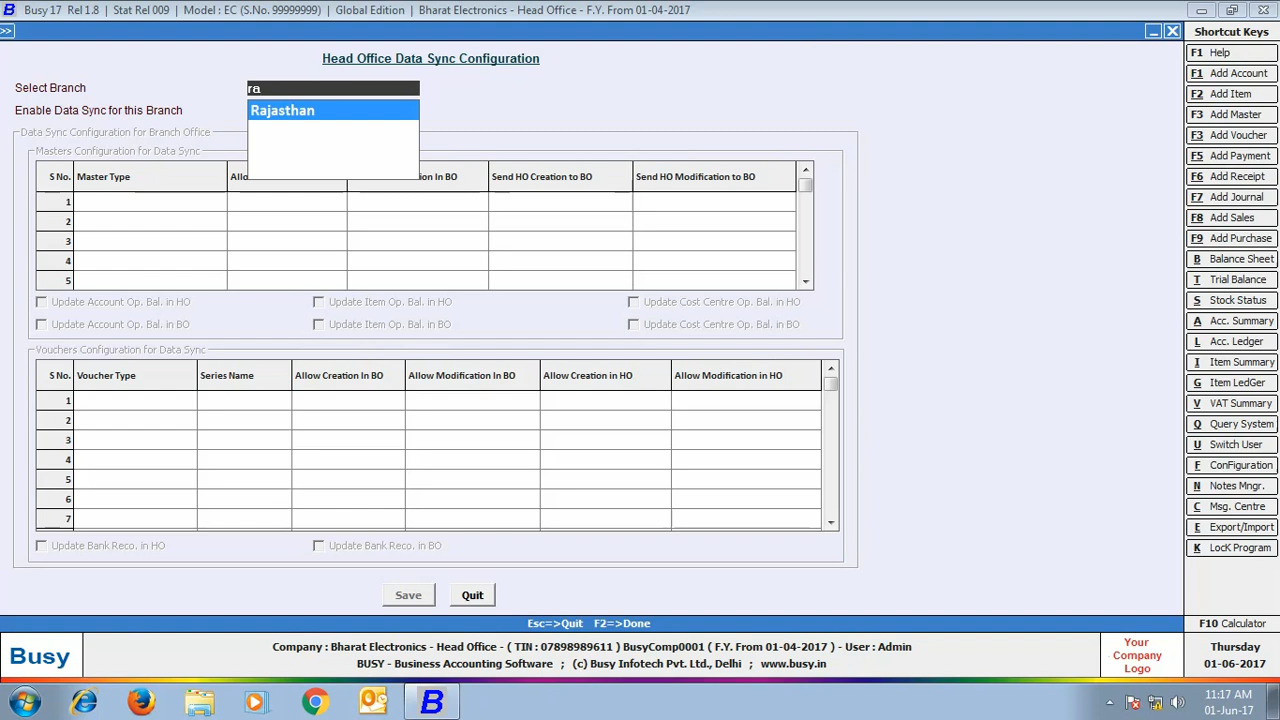 Busy 17 Rel 1.8 | Stat Rel 009 | Model : EC (S.No. 99999999) | Global Edition | Bharat Electronics - Head Office - F.Y. From 01-04-2017 |
>>
Shortcut Keys
Head Office Data Sync Configuration
Select Branch ra
Enable Data Sync for this Branch Rajasthan
Data Sync Configuration for Branch Office
Masters Configuration for Data Sync
S No. Master Type Allo on In BO Send HO Creation to BO Send HO Modification to BO
1
2
3
4
5
Update Account Op. Bal. in HO Update Item Op. Bal. in HO Update Cost Centre Op. Bal. in HO
Update Account Op. Bal. in BO Update Item Op. Bal. in BO Update Cost Centre Op. Bal. in BO
Vouchers Configuration for Data Sync
S No. Voucher Type Series Name Allow Creation In BO Allow Modification In BO Allow Creation in HO Allow Modification in HO
1
2
3
4
5
6
7
Update Bank Reco. in HO Update Bank Reco. in BO
Save Quit
Esc=>Quit F2=>Done
F1 Help
F1 Add Account
F2 Add Item
F3 Add Master
F3 Add Voucher
F5 Add Payment
F6 Add Receipt
F7 Add Journal
F8 Add Sales
F9 Add Purchase
B Balance Sheet
T Trial Balance
S Stock Status
A Acc. Summary
L Acc. Ledger
I Item Summary
G Item LedGer
V VAT Summary
Q Query System
U Switch User
F ConFiguration
N Notes Mngr.
C Msg. Centre
E Export/Import
K LocK Program
F10 Calculator
Busy
Company : Bharat Electronics - Head Office - ( TIN : 07898989611 ) BusyComp0001 ( F.Y. From 01-04-2017 ) - User : Admin
BUSY - Business Accounting Software ; (c) Busy Infotech Pvt. Ltd., Delhi ; www.busy.in
Your
Company
Logo
Thursday
01-06-2017
11:17 AM
01-Jun-17